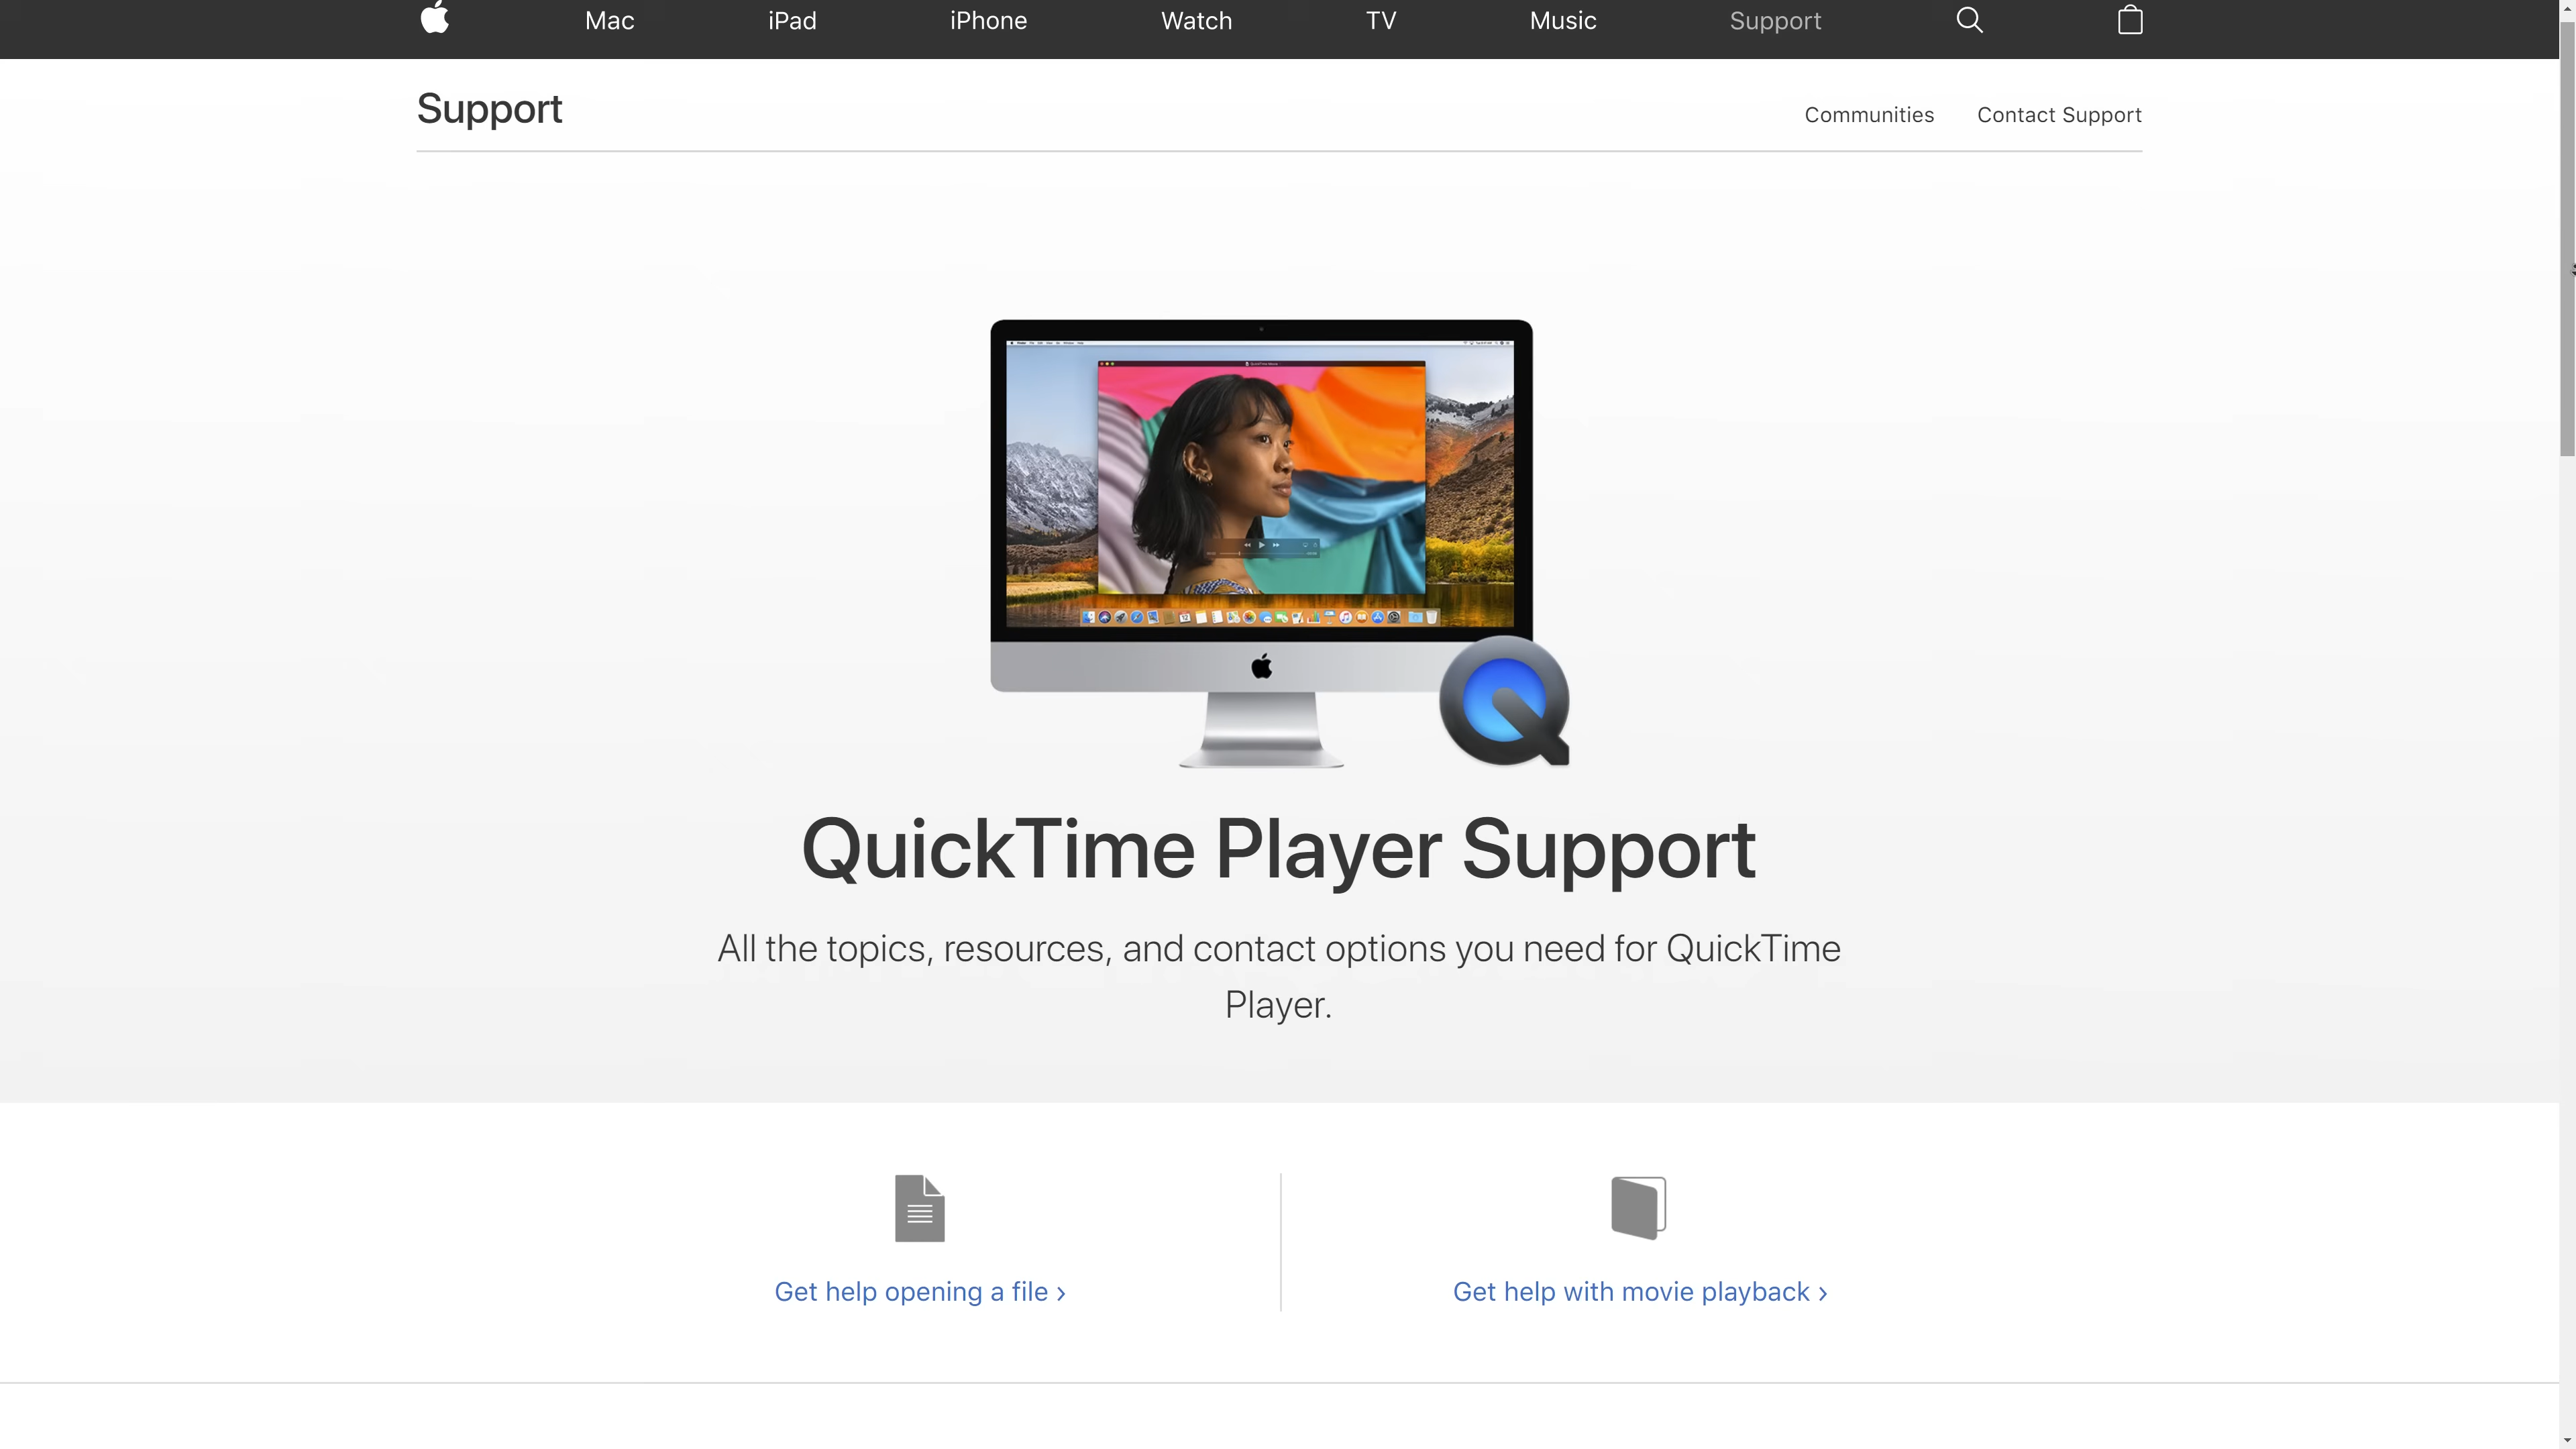 Mac iPad iPhone Watch TV Music Support
Support
Communities Contact Support
QuickTime Player Support
All the topics, resources, and contact options you need for QuickTime
Player.
Get help opening a file ›
Get help with movie playback ›